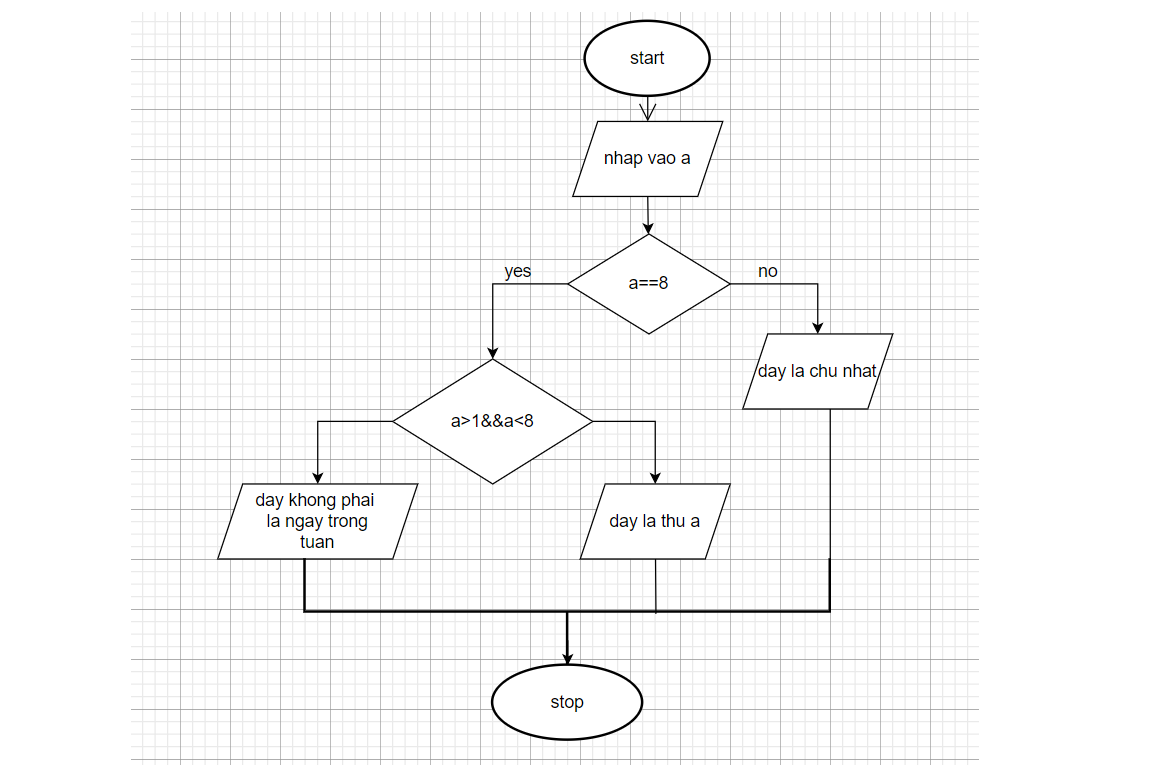 start
nhap vao a
yes
a==8
no
day la chu nhat
a>1&&a<8
day khong phai
la ngay trong
tuan
day la thu a
stop